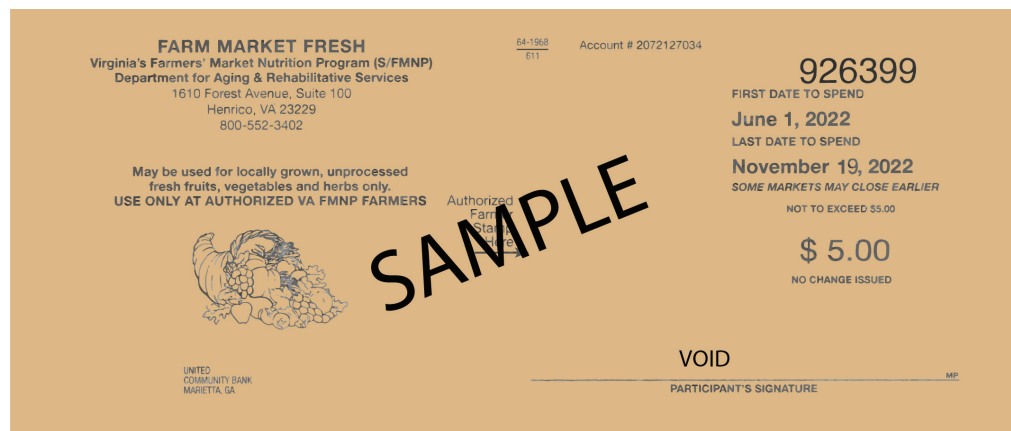 FARM MARKET FRESH
Virginia's Farmers' Market Nutrition Program (S/FMNP)
Department for Aging & Rehabilitative Services
1610 Forest Avenue, Suite 100
Henrico, VA 23229
800-552-3402
64-1968
611
Account # 2072127034
926399
FIRST DATE TO SPEND
June 1, 2022
LAST DATE TO SPEND
November 19, 2022
SOME MARKETS MAY CLOSE EARLIER
NOT TO EXCEED $5.00
$ 5.00
NO CHANGE ISSUED
May be used for locally grown, unprocessed
fresh fruits, vegetables and herbs only.
USE ONLY AT AUTHORIZED VA FMNP FARMERS
Authorized
Farmer
Stamp
Here
SAMPLE
UNITED
COMMUNITY BANK
MARIETTA, GA
VOID
MP
PARTICIPANT'S SIGNATURE